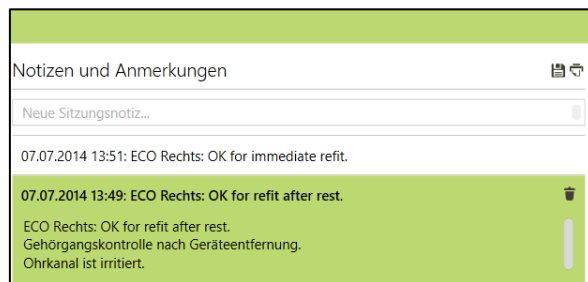 Notizen und Anmerkungen
Neue Sitzungsnotiz...
07.07.2014 13:51: ECO Rechts: OK for immediate refit.
07.07.2014 13:49: ECO Rechts: OK for refit after rest.
ECO Rechts: OK for refit after rest.
Gehörgangskontrolle nach Geräteentfernung.
Ohrkanal ist irritiert.